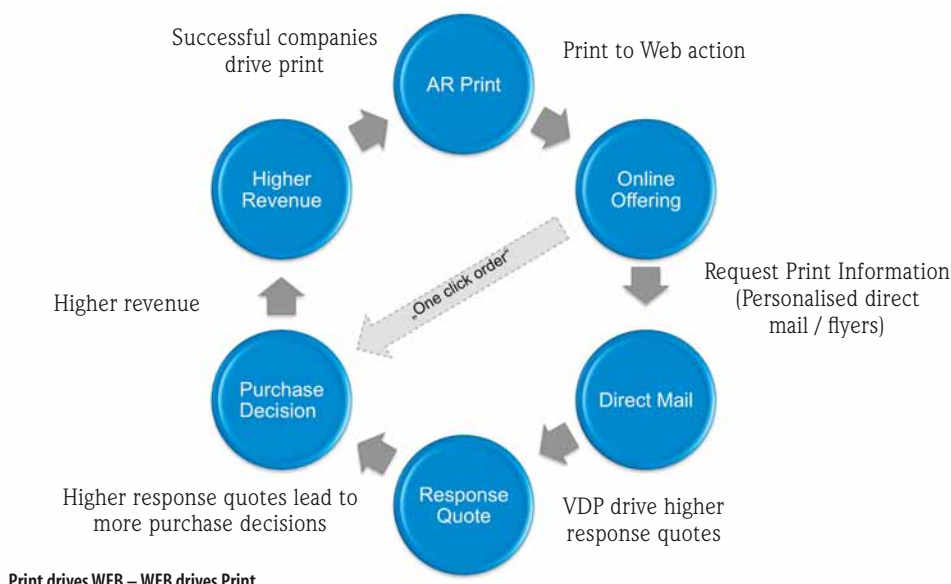 Successful companies
drive print
AR Print
Print to Web action
Higher
Revenue
Online
Offering
„One click order“
Request Print Information
(Personalised direct
mail / flyers)
Higher revenue
Purchase
Decision
Direct Mail
Higher response quotes lead to
more purchase decisions
Response
Quote
VDP drive higher
response quotes
Print drives WEB – WEB drives Print